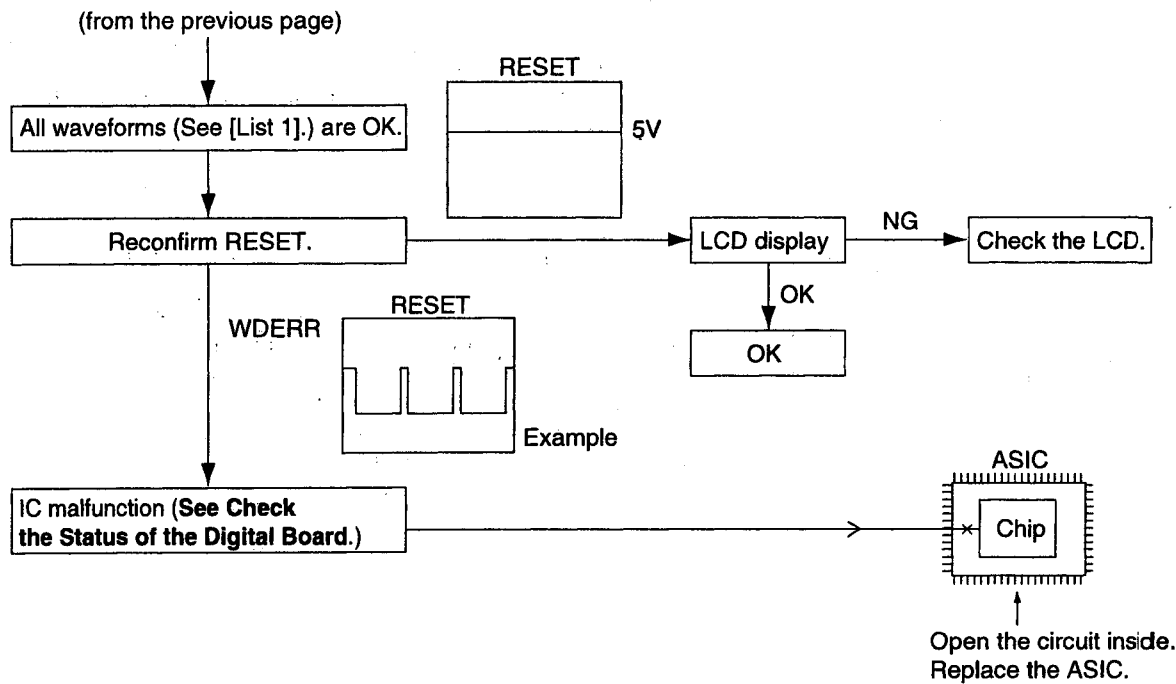 (from the previous page)
RESET
All waveforms (See [List 1].) are OK.
5V
Reconfirm RESET.
LCD display
NG
Check the LCD.
OK
OK
WDERR
RESET
Example
IC malfunction (See Check
the Status of the Digital Board.)
ASIC
Chip
Open the circuit inside.
Replace the ASIC.